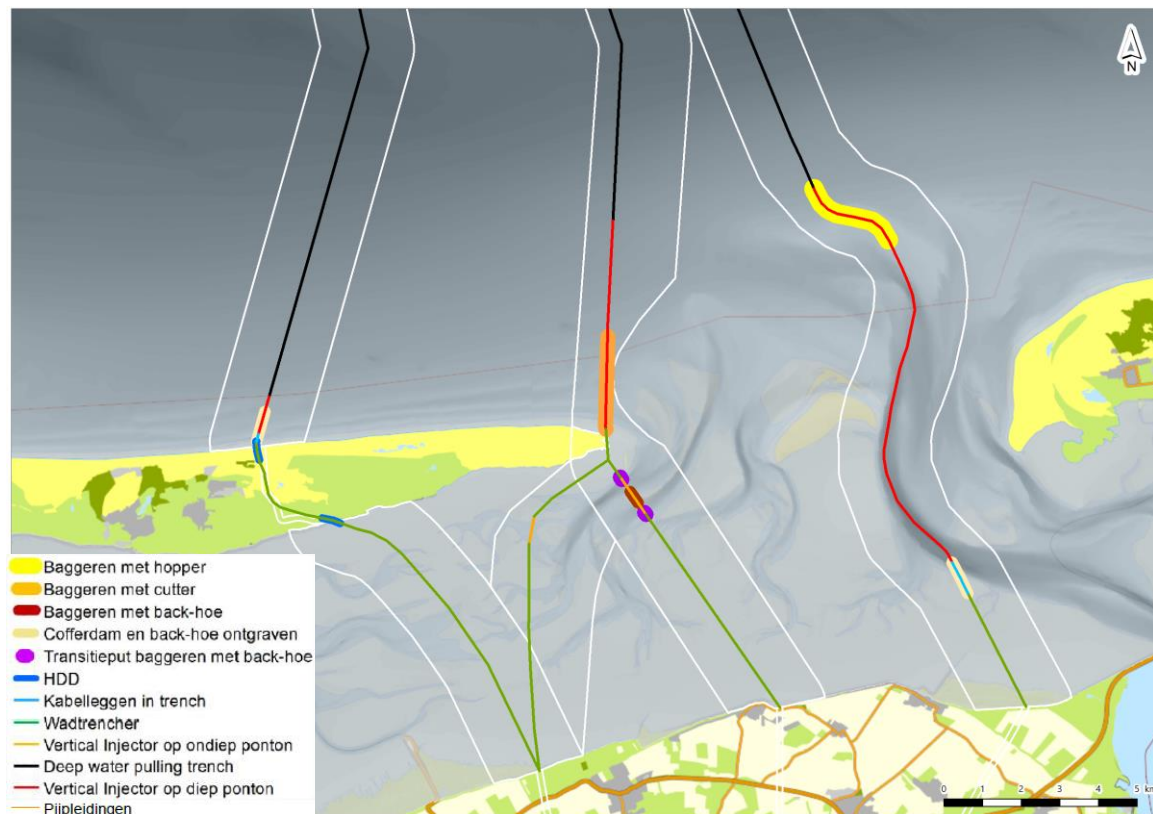 N
Baggeren met hopper
Baggeren met cutter
Baggeren met back-hoe
Cofferdam en back-hoe ontgraven
Transitieput baggeren met back-hoe
HDD
Kabelleggen in trench
Wadtrencher
Vertical Injector op ondiep ponton
Deep water pulling trench
Vertical Injector op diep ponton
Pijpleidingen
0 1 2 3 4 5 km